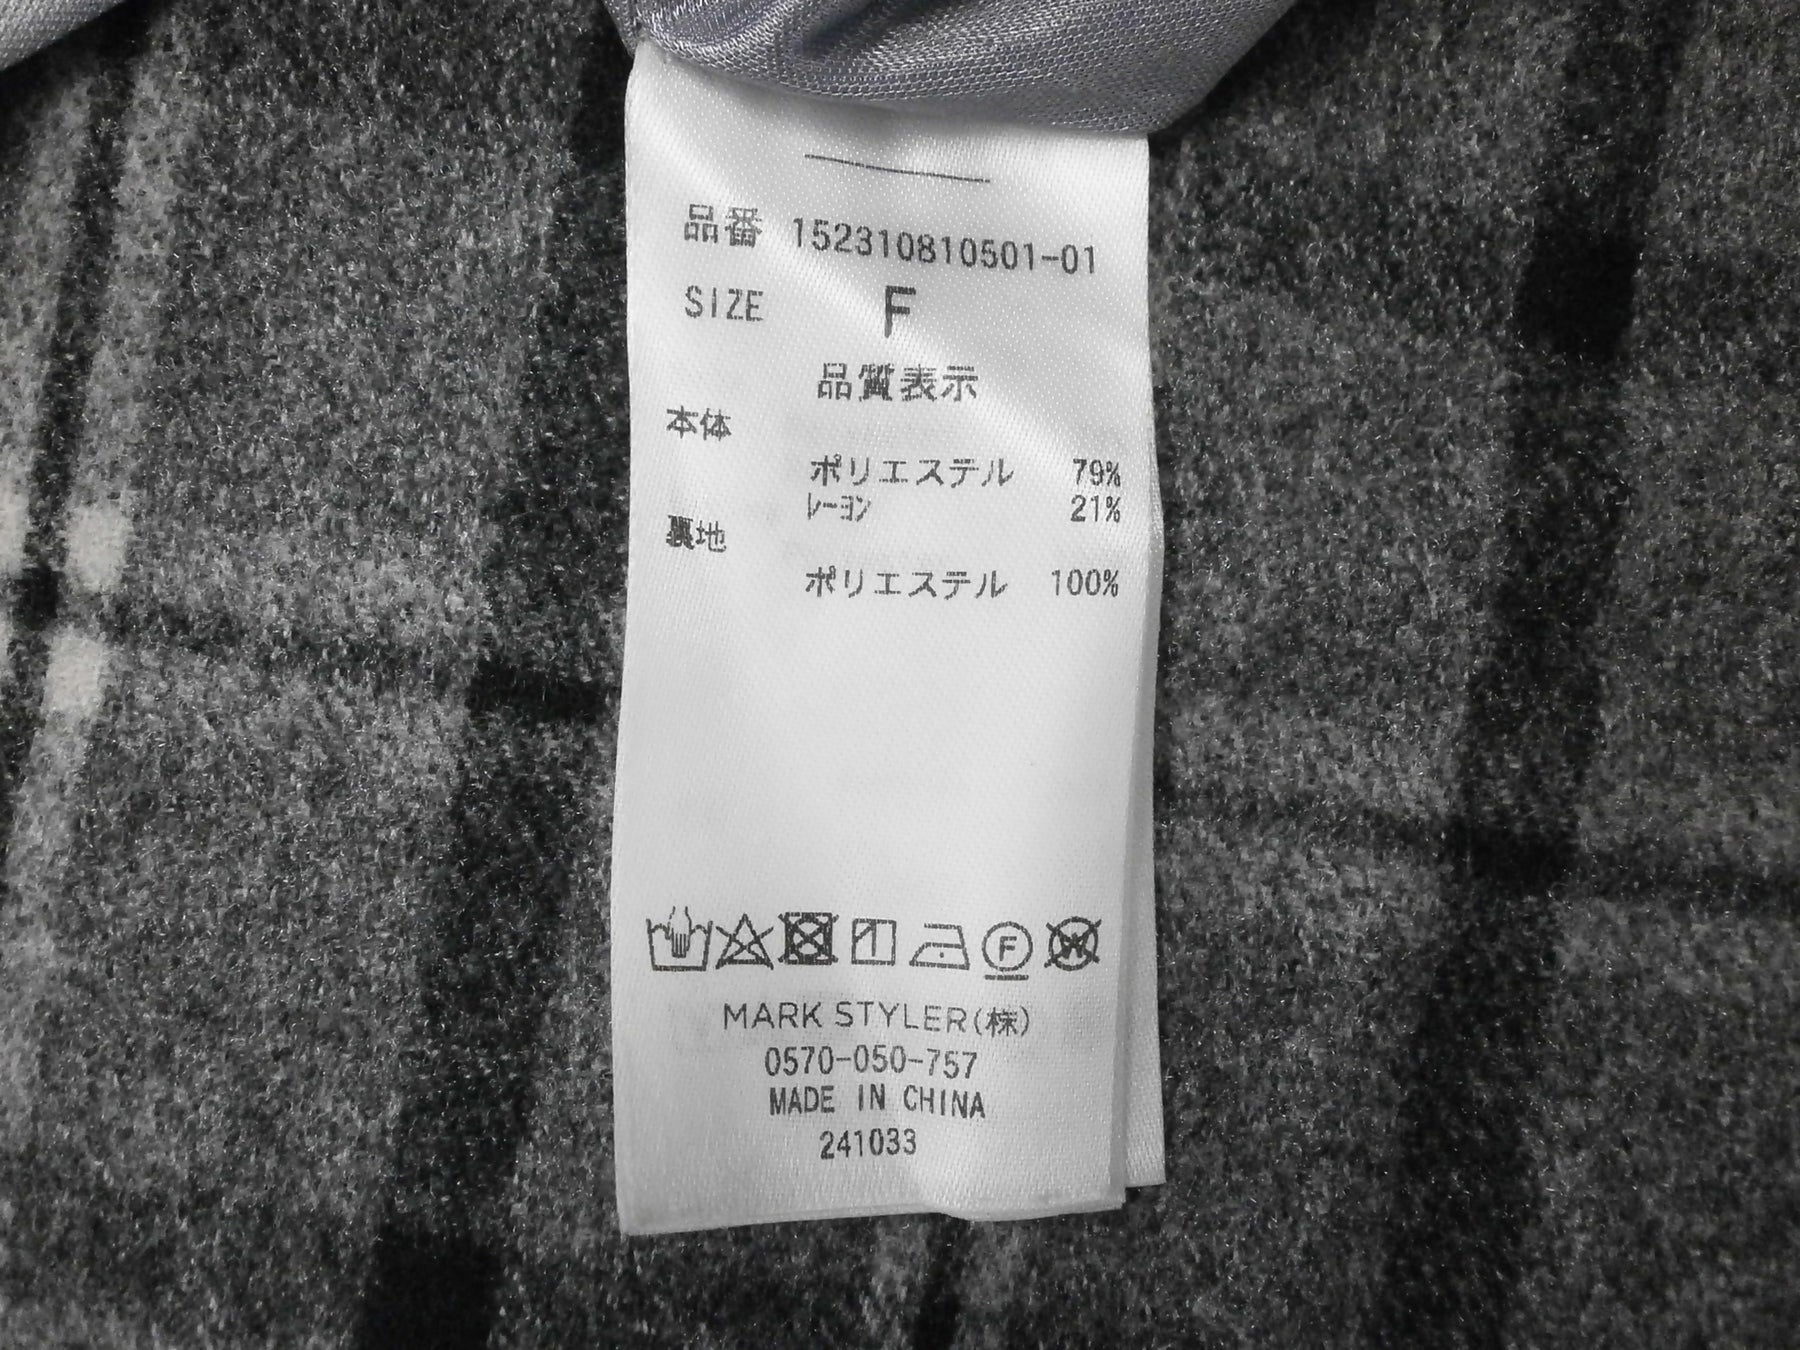 品番 152310810501-01
SIZE F
品質表示
本体
ポリエステル 79%
レーヨン 21%
裏地
ポリエステル 100%
F W
MARK STYLER(株)
0570-050-757
MADE IN CHINA
241033